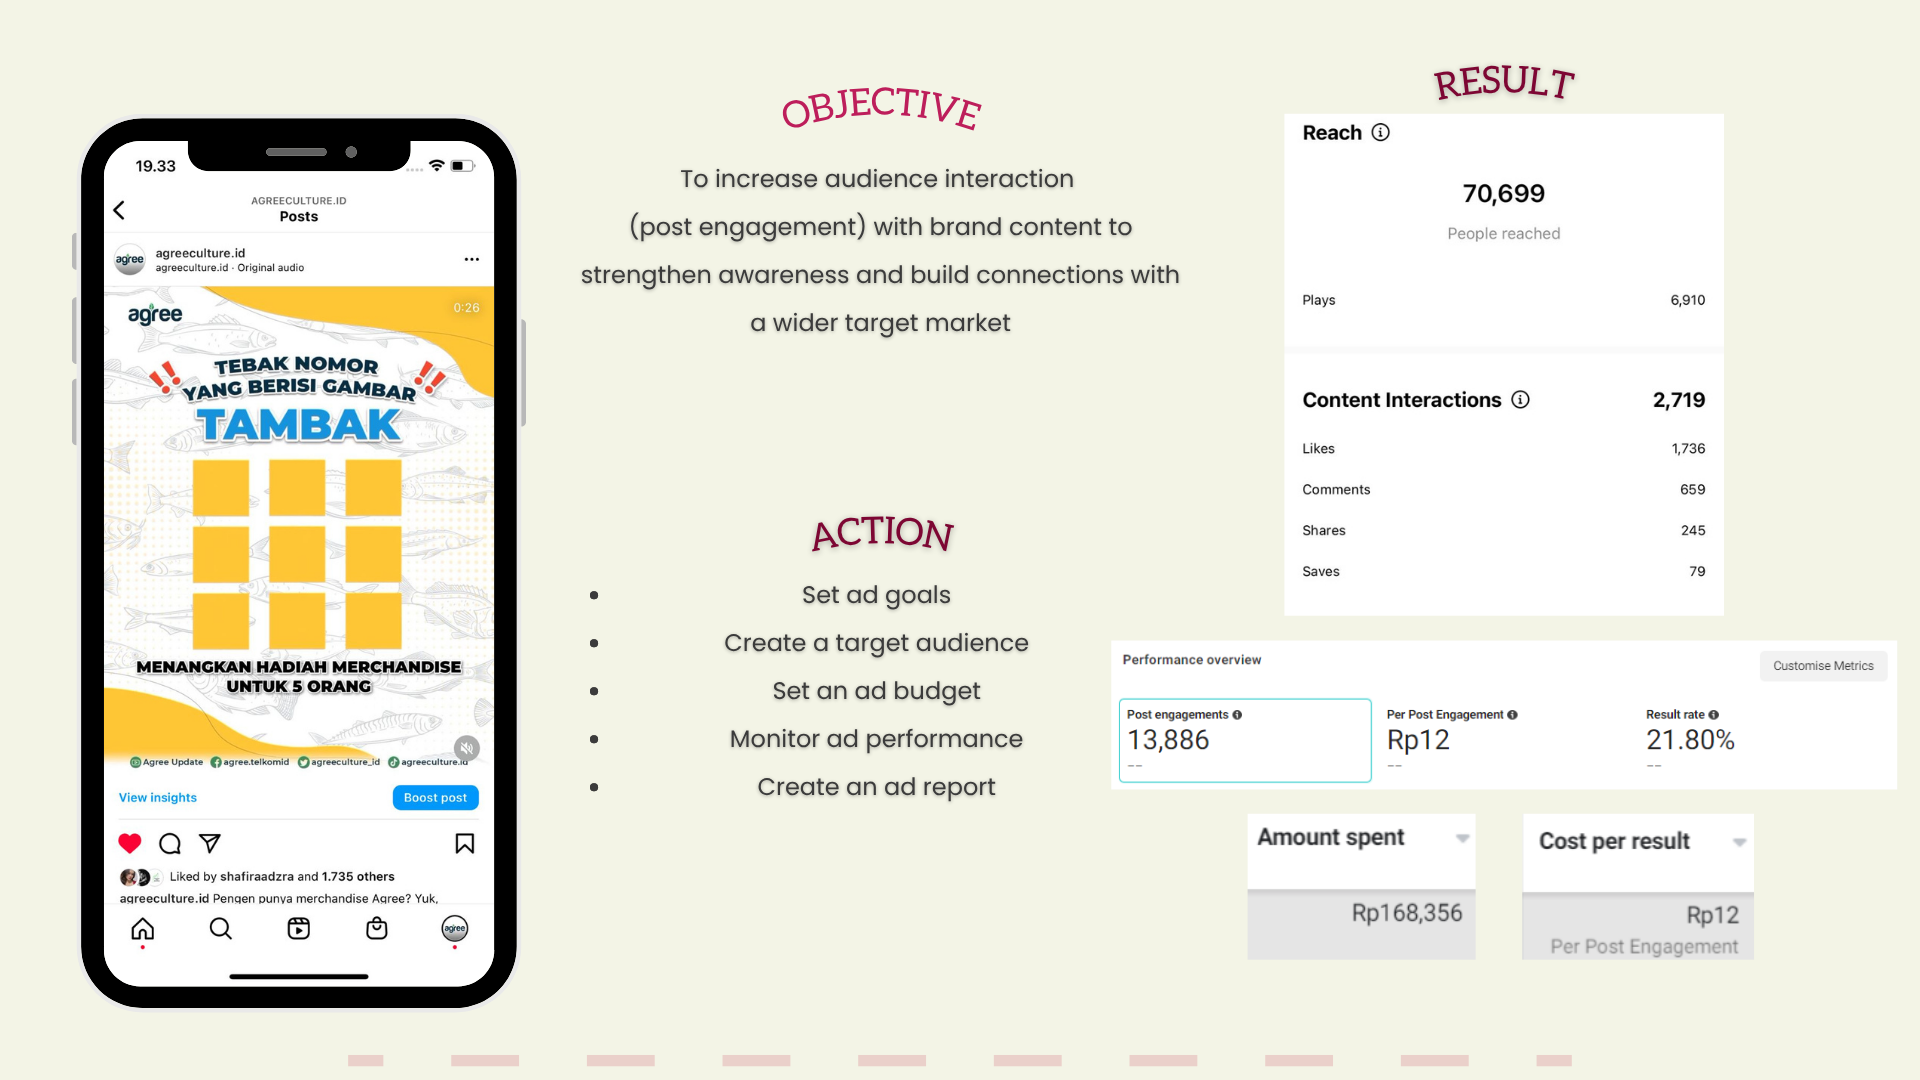 19.33
AGREECULTURE.ID
Posts
agree
agreeculture.id
agreeculture.id · Original audio
agree
0:26
TEBAK NOMOR
YANG BERISI GAMBAR
TAMBAK
MENANGKAN HADIAH MERCHANDISE
UNTUK 5 ORANG
Agree Update agree.telkomid agreeculture_id agreeculture.id
View insights
Boost post
Liked by shafiraadzra and 1.735 others
agreeculture.id Pengen punya merchandise Agree? Yuk,
agree
OBJECTIVE
To increase audience interaction
(post engagement) with brand content to
strengthen awareness and build connections with
a wider target market
ACTION
• Set ad goals
• Create a target audience
• Set an ad budget
• Monitor ad performance
• Create an ad report
RESULT
Reach
70,699
People reached
Plays 6,910
Content Interactions 2,719
Likes 1,736
Comments 659
Shares 245
Saves 79
Performance overview
Customise Metrics
Post engagements Per Post Engagement Result rate
13,886 Rp12 21.80%
-- -- --
Amount spent
Rp168,356
Cost per result
Rp12
Per Post Engagement